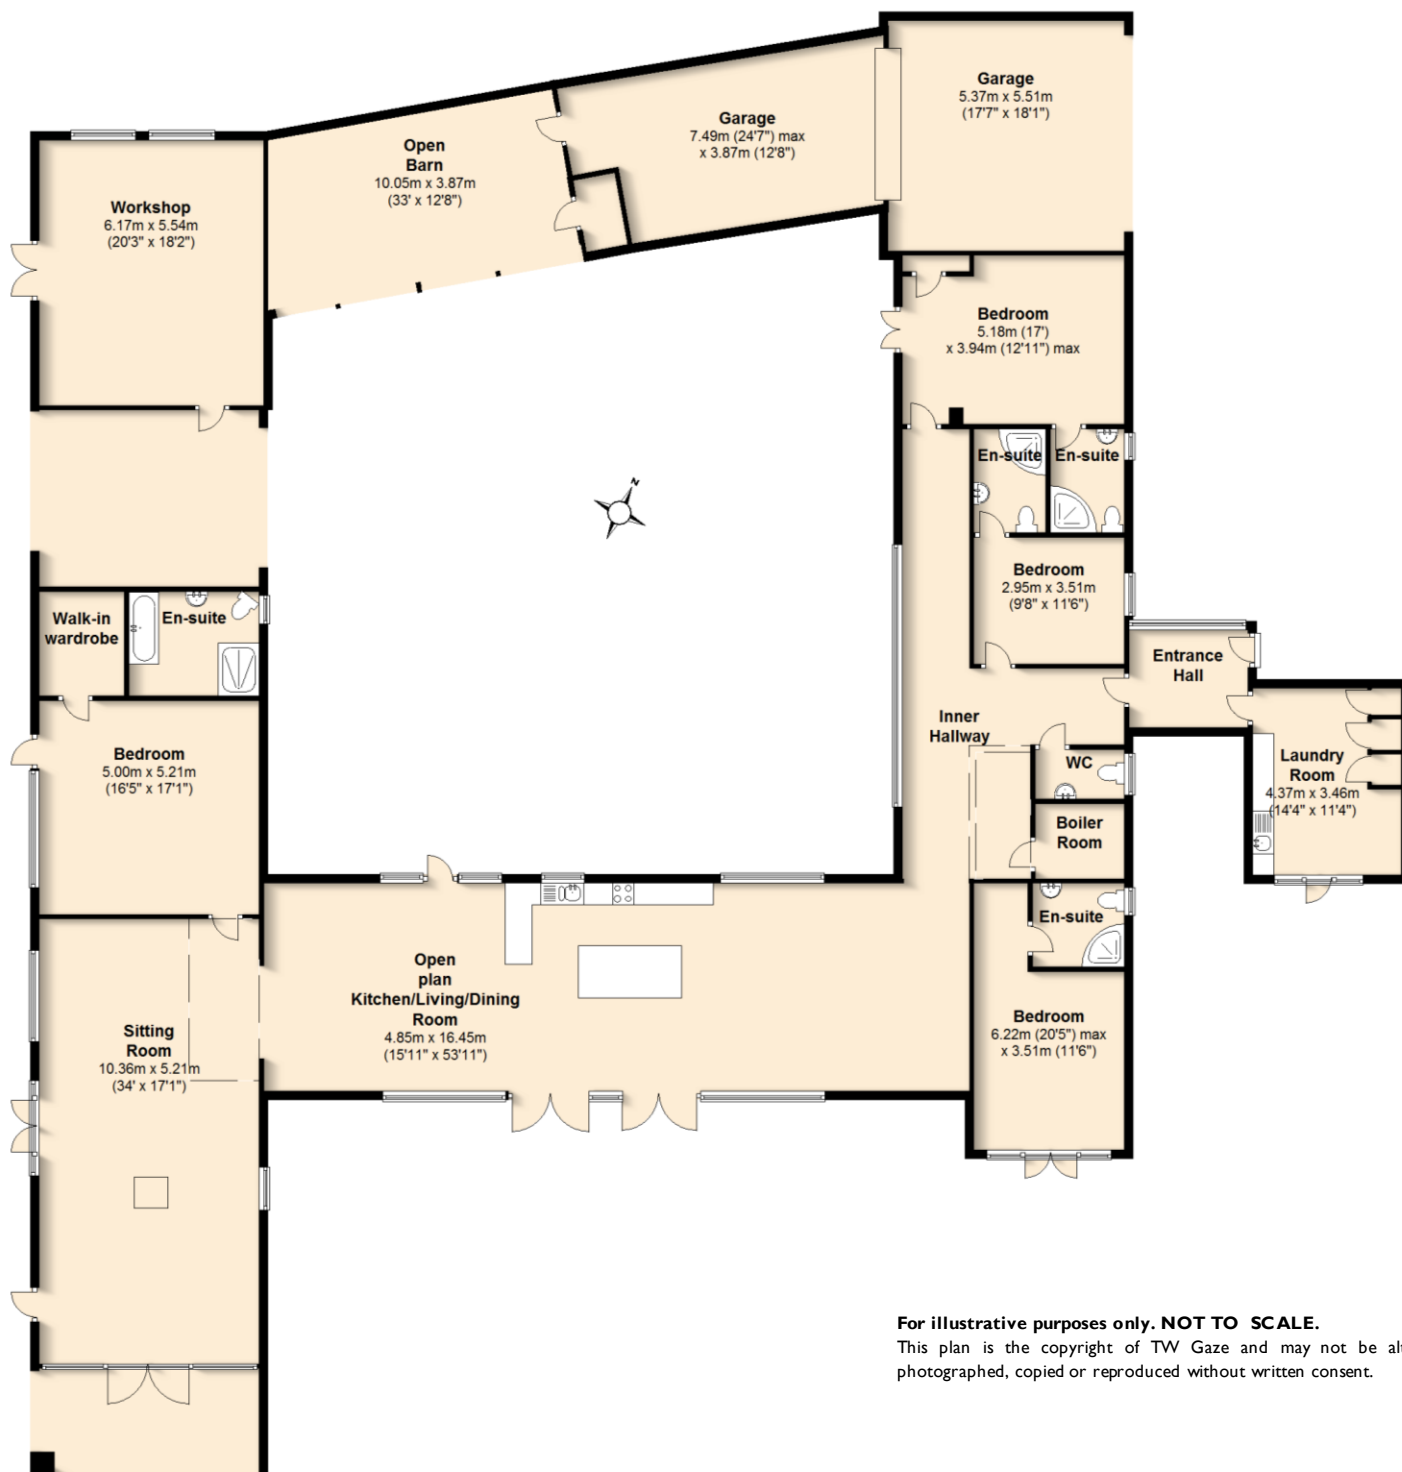 Garage
5.37m x 5.51m
(17'7" x 18'1")
Garage
7.49m (24'7") max
x 3.87m (12'8")
Open
Barn
10.05m x 3.87m
(33' x 12'8")
Workshop
6.17m x 5.54m
(20'3" x 18'2")
Bedroom
5.18m (17')
x 3.94m (12'11") max
En-suite
En-suite
N
Bedroom
2.95m x 3.51m
(9'8" x 11'6")
Walk-in
wardrobe
En-suite
Entrance
Hall
Inner
Hallway
WC
Laundry
Room
4.37m x 3.46m
(14'4" x 11'4")
Bedroom
5.00m x 5.21m
(16'5" x 17'1")
Boiler
Room
En-suite
Open
plan
Kitchen/Living/Dining
Room
4.85m x 16.45m
(15'11" x 53'11")
Bedroom
6.22m (20'5") max
x 3.51m (11'6")
Sitting
Room
10.36m x 5.21m
(34' x 17'1")
For illustrative purposes only. NOT TO SCALE.
This plan is the copyright of TW Gaze and may not be alt
photographed, copied or reproduced without written consent.